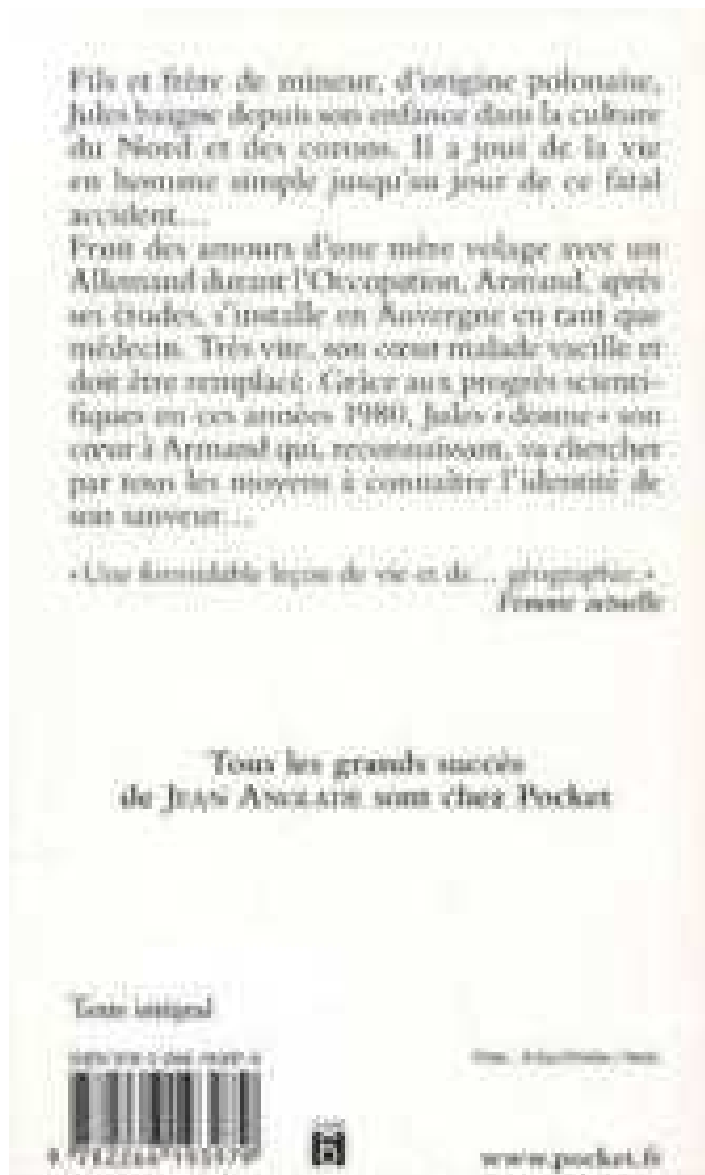 Fils et frère de mineur, d'origine polonaise,
Jules baigne depuis son enfance dans la culture
du Nord et des corons. Il a joui de la vie
en homme simple jusqu'au jour de ce fatal
accident...
Fruit des amours d'une mère volage avec un
Allemand durant l'Occupation, Armand, après
ses études, s'installe en Auvergne en tant que
médecin. Très vite, son cœur malade vacille et
doit être remplacé. Grâce aux progrès scienti-
fiques en ces années 1980, Jules « donne » son
cœur à Armand qui, reconnaissant, va chercher
par tous les moyens à connaître l'identité de
son sauveur...
« Une formidable leçon de vie et de... géographie. »
Femme actuelle
Tous les grands succès
de JEAN ANGLADE sont chez Pocket
Texte intégral
www.pocket.fr